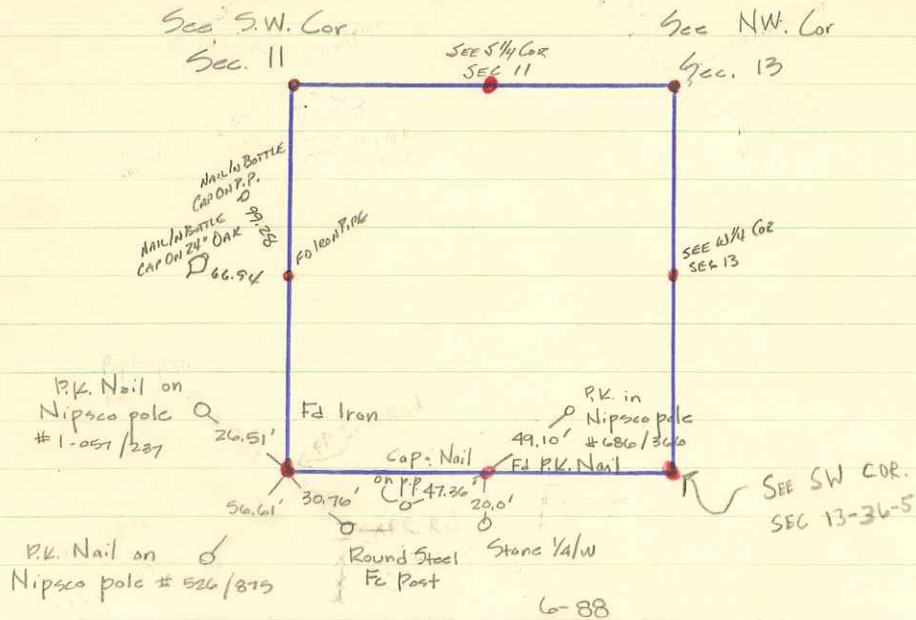 See S.W. Cor.
Sec. 11
SEE S 1/4 COR
SEC 11
See NW. Cor
Sec. 13
NAIL IN BOTTLE
CAP ON P.P.
99.28
NAIL IN BOTTLE
CAP ON 24" OAK
66.94
FD IRON PIPE
SEE W 1/4 COR
SEC 13
P.K. Nail on
Nipsco pole
# 1-057/287
26.51'
Fd Iron
P.K. in
Nipsco pole
# 686/366
49.10'
Cap & Nail
on p.p.
47.36'
Fd P.K. Nail
56.61'
30.76'
20.0'
SEE SW COR.
SEC 13-36-5
P.K. Nail on
Nipsco pole # 526/875
Round Steel
Fc Post
Stone 1/4/W
6-88